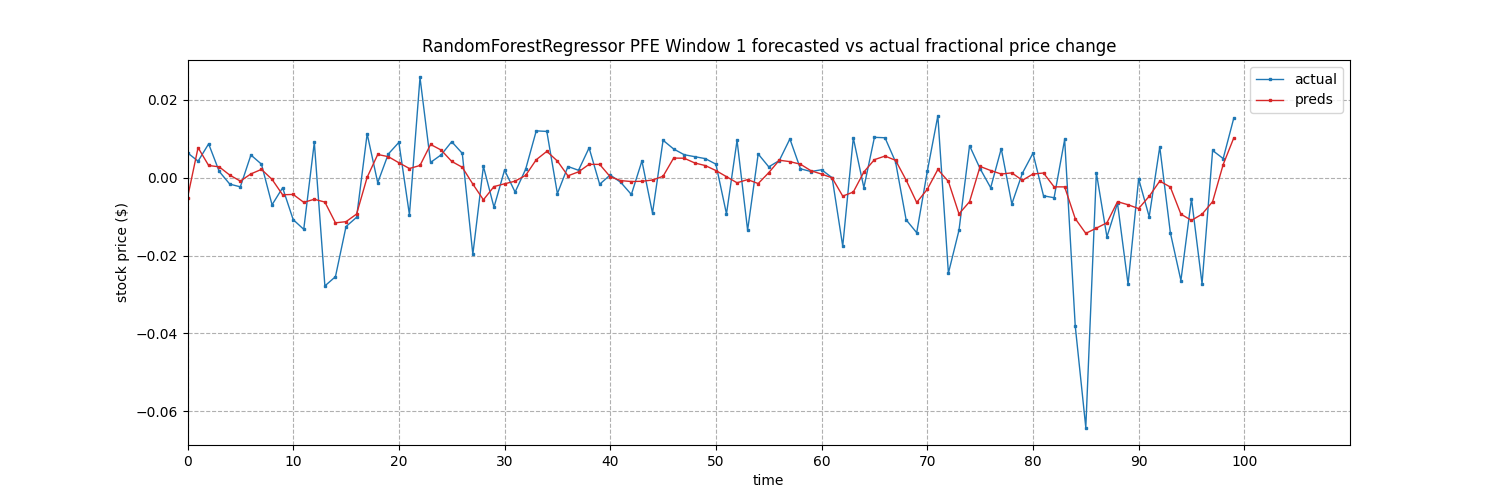 RandomForestRegressor PFE Window 1 forecasted vs actual fractional price change
actual
preds
0.02
0.00
−0.02
−0.04
−0.06
stock price ($)
0 10 20 30 40 50 60 70 80 90 100
time